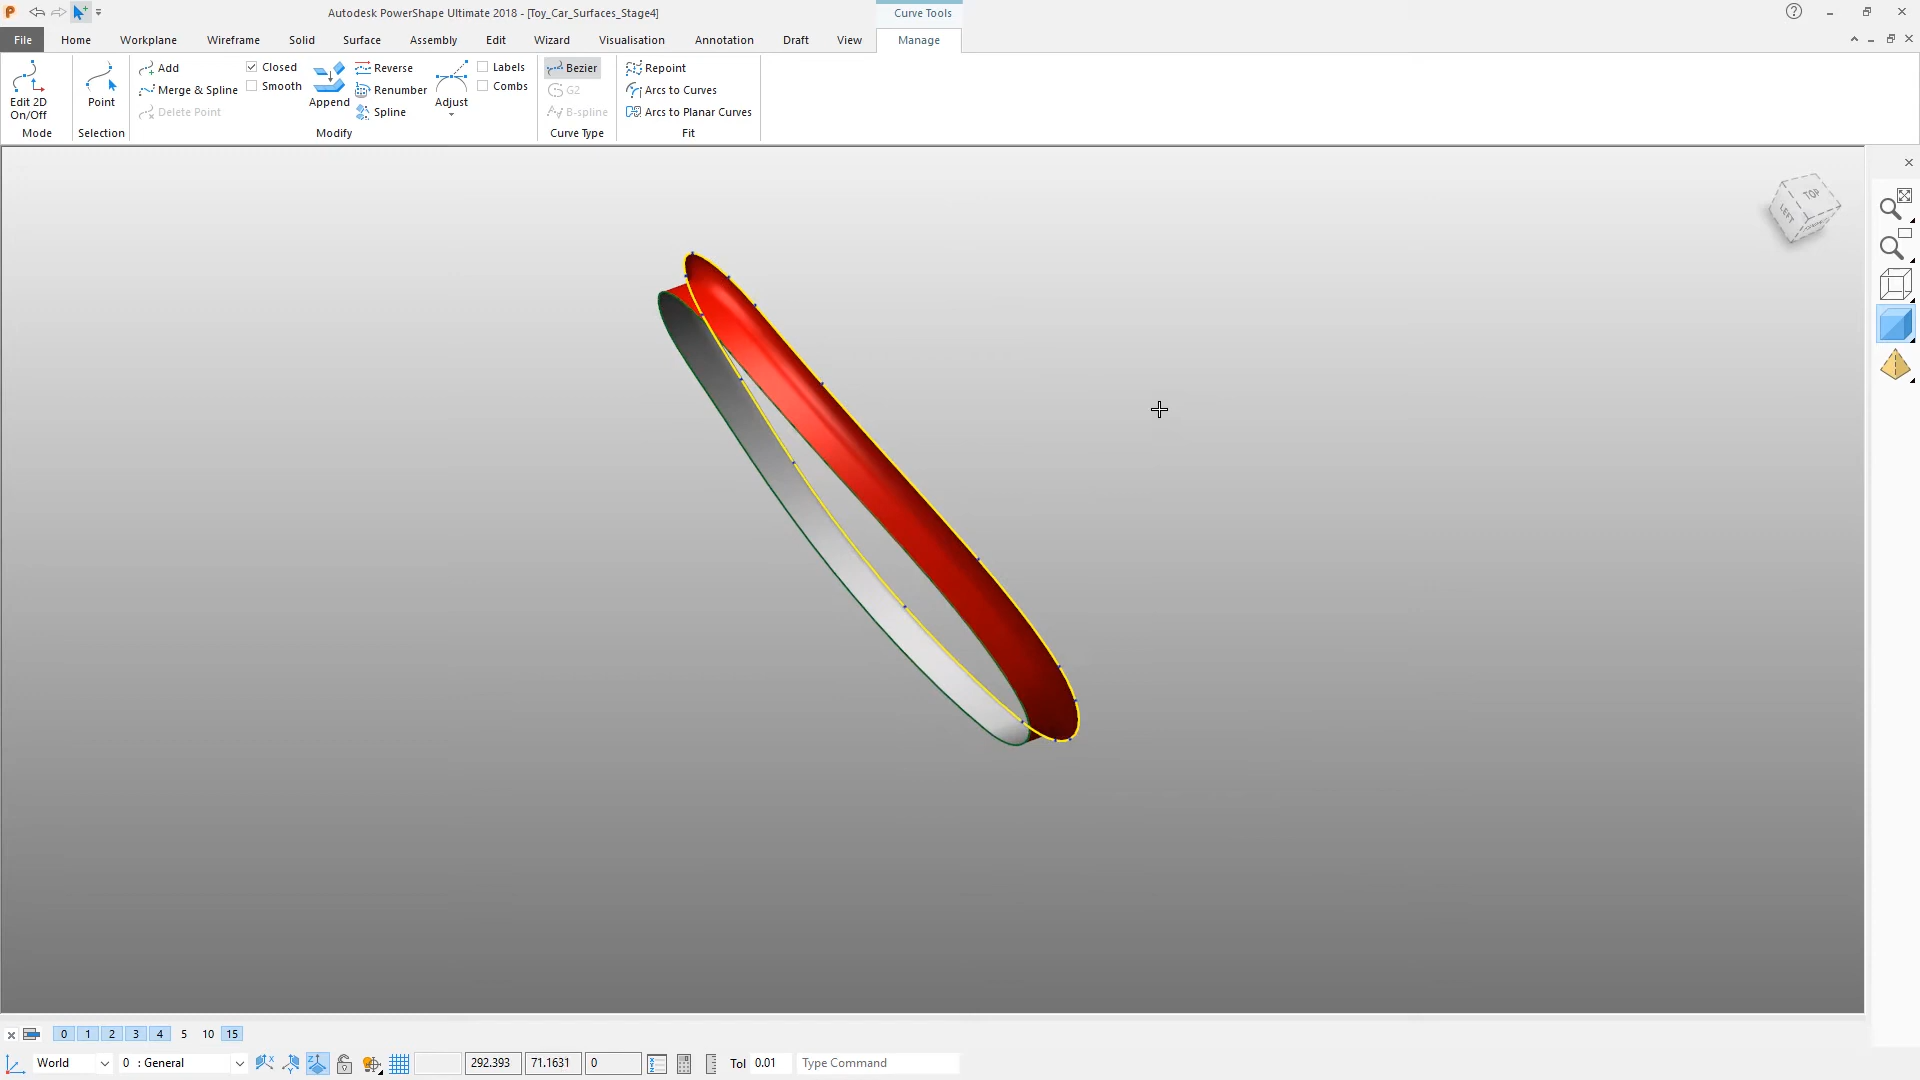 Autodesk PowerShape Ultimate 2018 - [Toy_Car_Surfaces_Stage4]
Curve Tools
File Home Workplane Wireframe Solid Surface Assembly Edit Wizard Visualisation Annotation Draft View Manage
Edit 2D
On/Off
Mode
Point
Selection
Add
Merge & Spline
Delete Point
Closed
Smooth
Append
Reverse
Renumber
Spline
Adjust
Labels
Combs
Modify
Bezier
G2
B-spline
Curve Type
Repoint
Arcs to Curves
Arcs to Planar Curves
Fit
TOP
LEFT
0 1 2 3 4 5 10 15
World 0 : General 292.393 71.1631 0 Tol 0.01 Type Command